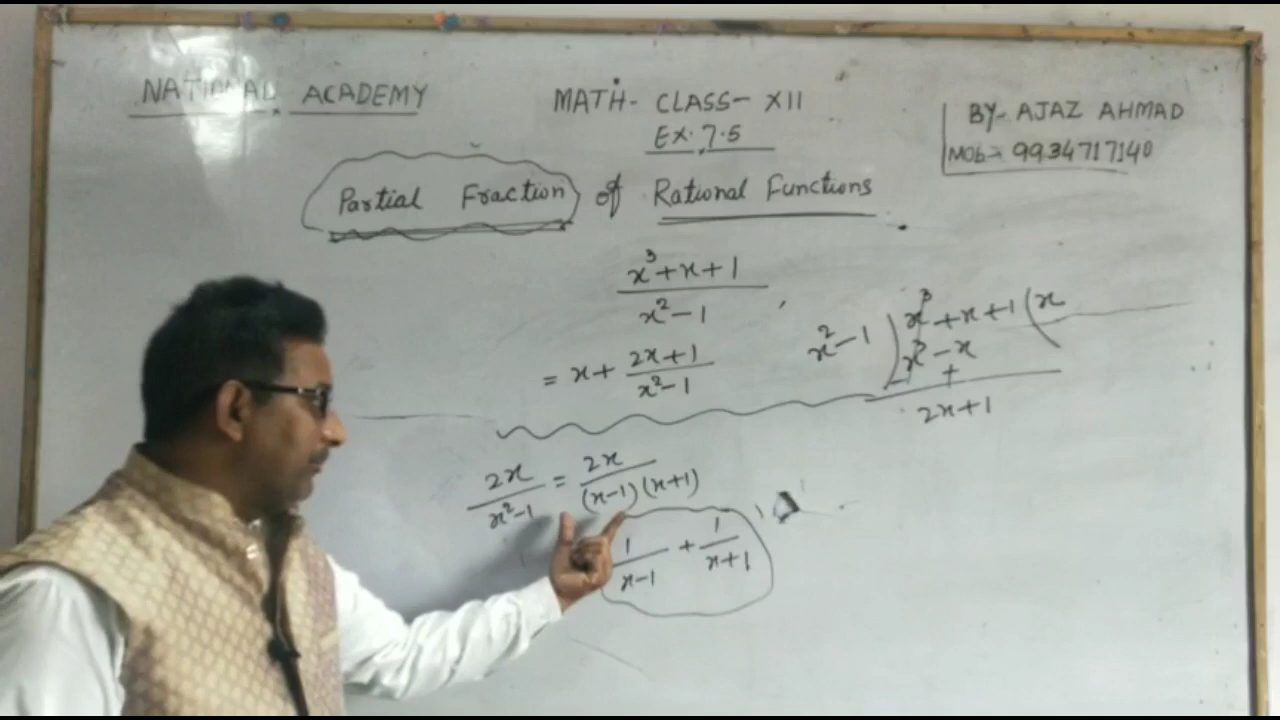 NATIONAL ACADEMY
MATH- CLASS- XII
EX. 7.5
BY- AJAZ AHMAD
MOb- 9934717140
Partial Fraction of Rational Functions
x³+x+1
x²-1
= x + 2x+1
x²-1
x²-1 ) x³+x+1 ( x
x³-x
+
2x+1
2x/x²-1 = 2x/(x-1)(x+1)
1/x-1 + 1/x+1